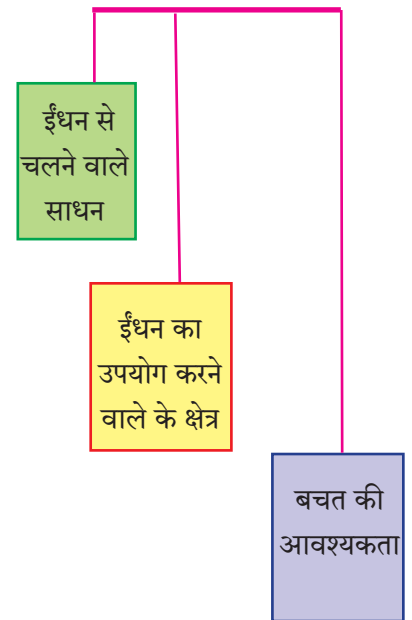 ईंधन से
चलने वाले
साधन
ईंधन का
उपयोग करने
वाले के क्षेत्र
बचत की
आवश्यकता